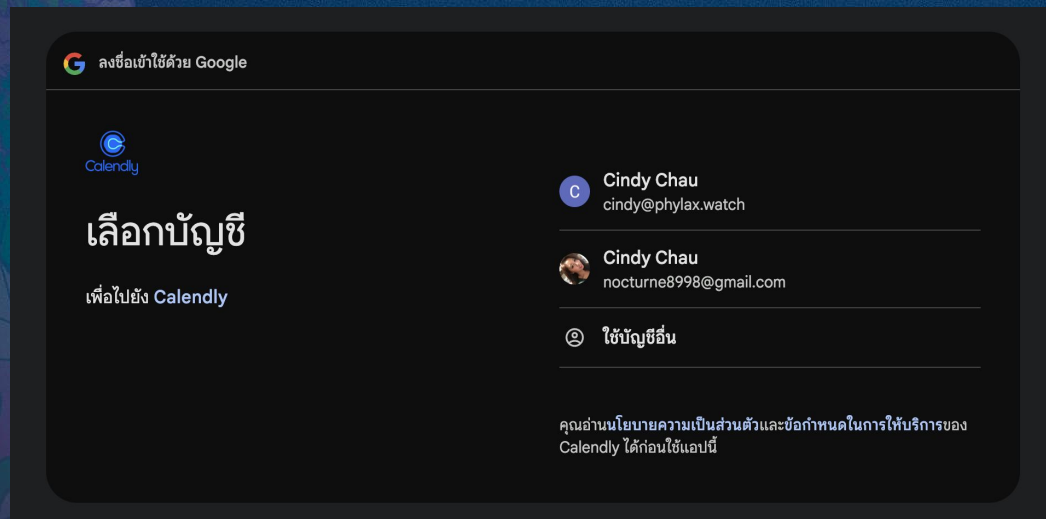 ลงชื่อเข้าใช้ด้วย Google
Calendly
เลือกบัญชี
เพื่อไปยัง Calendly
C
Cindy Chau
cindy@phylax.watch
Cindy Chau
nocturne8998@gmail.com
ใช้บัญชีอื่น
คุณอ่านนโยบายความเป็นส่วนตัวและข้อกำหนดในการให้บริการของ
Calendly ได้ก่อนใช้แอปนี้